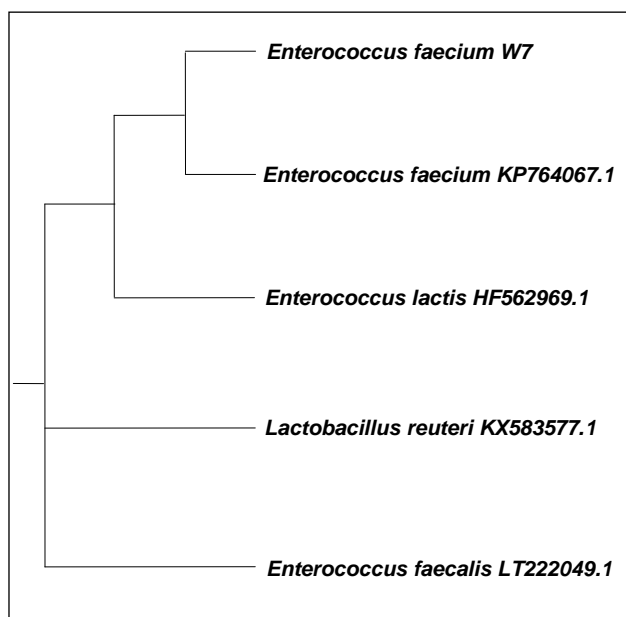 Enterococcus faecium W7
Enterococcus faecium KP764067.1
Enterococcus lactis HF562969.1
Lactobacillus reuteri KX583577.1
Enterococcus faecalis LT222049.1